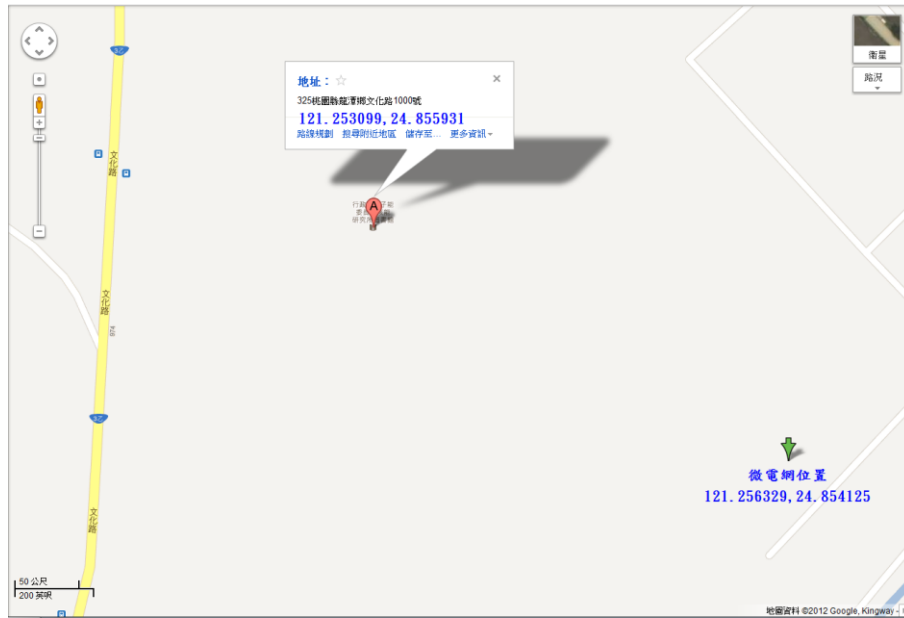 衛星
路況
地址：
325桃園縣龍潭鄉文化路1000號
121.253099,24.855931
路線規劃 搜尋附近地區 儲存至... 更多資訊
文化路
A
文化路
文化路
微電網位置
121.256329,24.854125
50 公尺
200 英呎
地圖資料 ©2012 Google, Kingway -